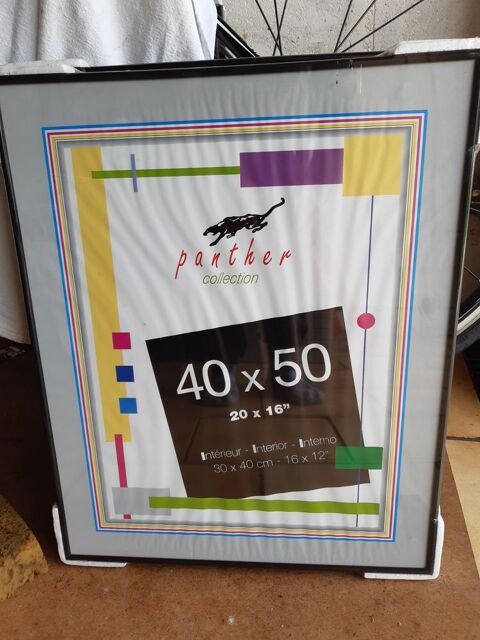 panther
collection
40 x 50
20 x 16"
Intérieur - Interior - Interno
30 x 40 cm - 16 x 12"